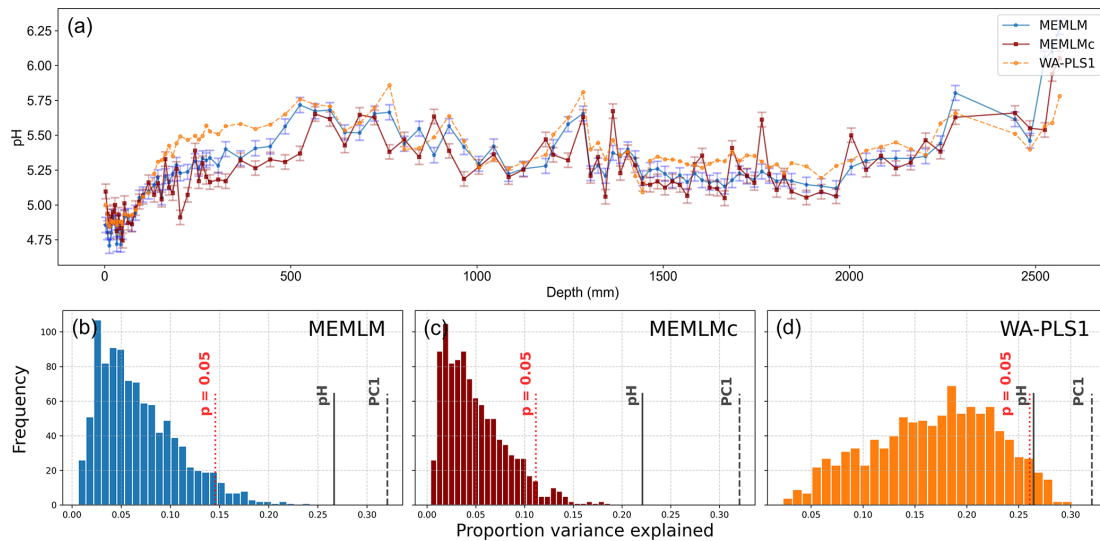 (a)
MEMLM
MEMLMc
WA-PLS1
pH
6.25
6.00
5.75
5.50
5.25
5.00
4.75
0 500 1000 1500 2000 2500
Depth (mm)
(b) MEMLM
(c) MEMLMc
(d) WA-PLS1
Frequency
100
80
60
40
20
0
p = 0.05
pH
PC1
p = 0.05
pH
PC1
p = 0.05
pH
PC1
0.00 0.05 0.10 0.15 0.20 0.25 0.30
0.00 0.05 0.10 0.15 0.20 0.25 0.30
0.05 0.10 0.15 0.20 0.25 0.30
Proportion variance explained